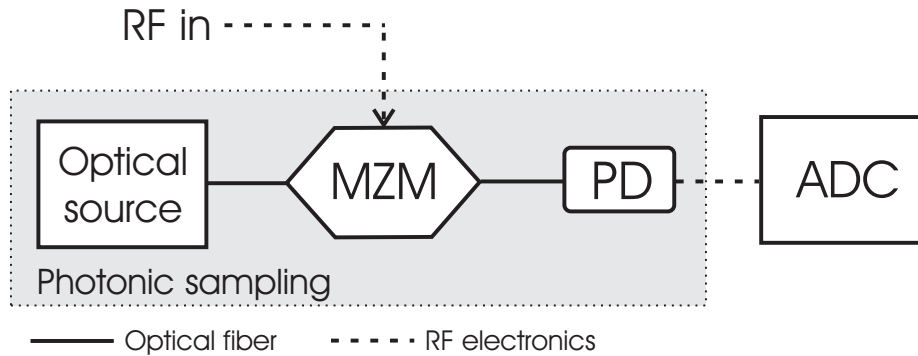 RF in
Optical
source
MZM
PD
ADC
Photonic sampling
Optical fiber
RF electronics